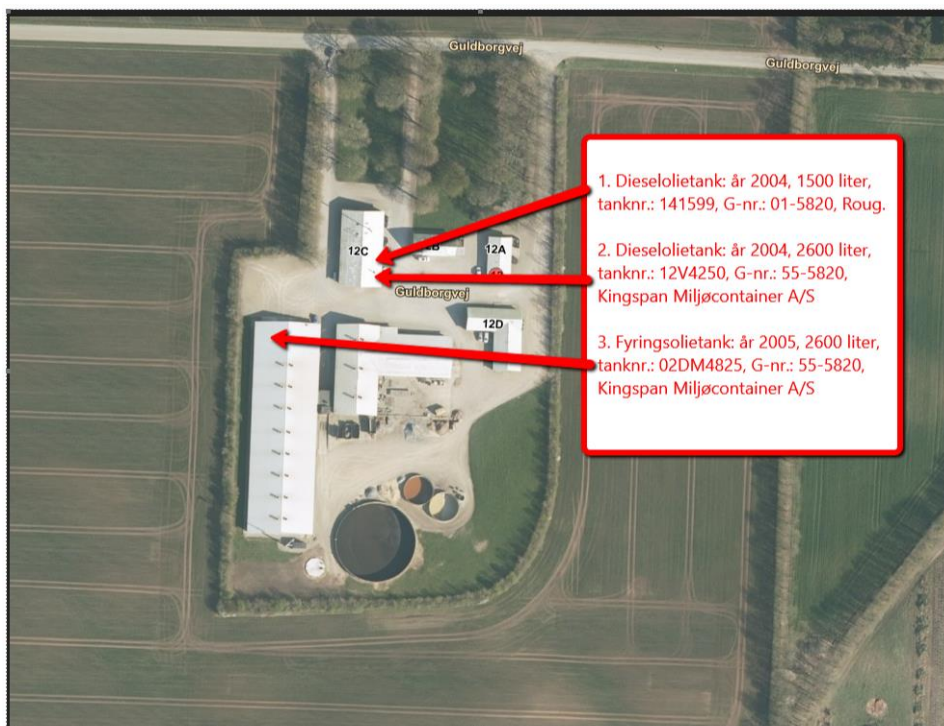 Guldborgvej
Guldborgvej
1. Dieselolietank: år 2004, 1500 liter,
tanknr.: 141599, G-nr.: 01-5820, Roug.
2. Dieselolietank: år 2004, 2600 liter,
tanknr.: 12V4250, G-nr.: 55-5820,
Kingspan Miljøcontainer A/S
3. Fyringsolietank: år 2005, 2600 liter,
tanknr.: 02DM4825, G-nr.: 55-5820,
Kingspan Miljøcontainer A/S
12C
12A
Guldborgvej
12D